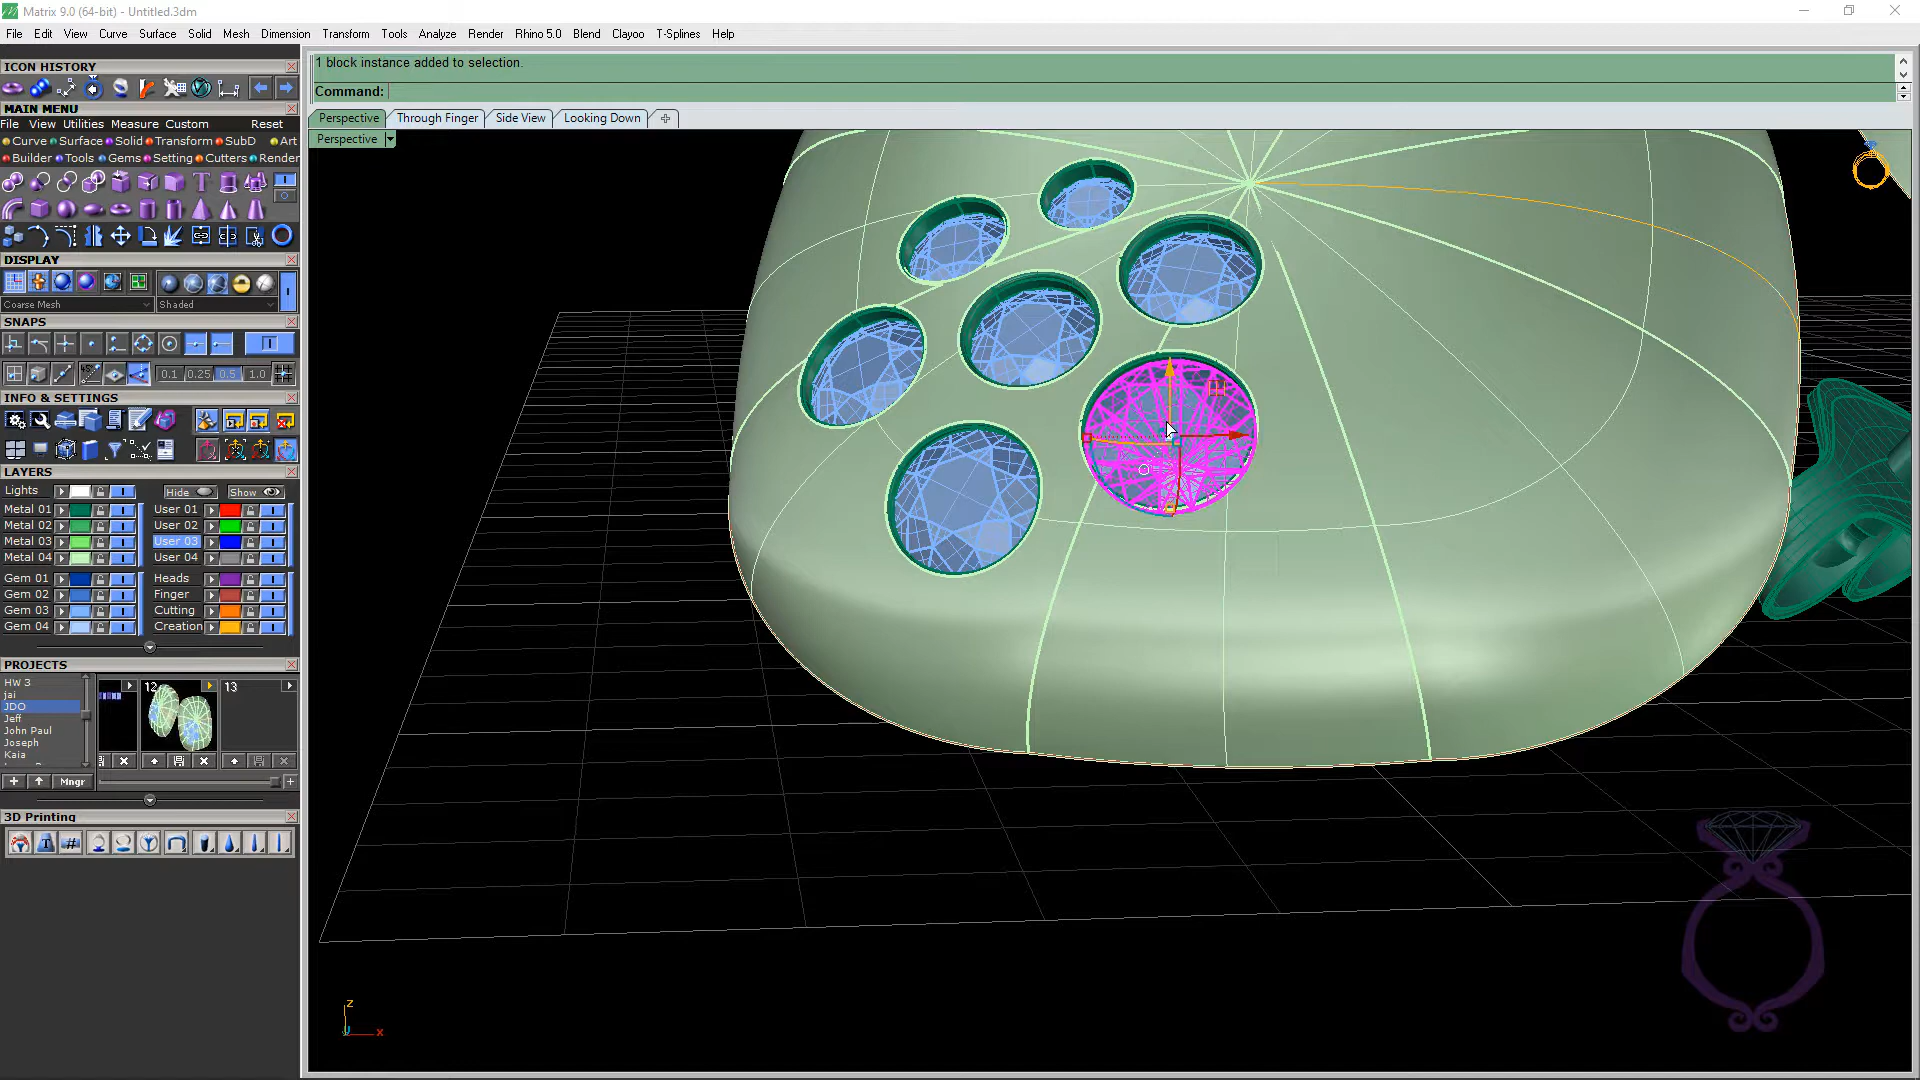 Matrix 9.0 (64-bit) - Untitled.3dm
File Edit View Curve Surface Solid Mesh Dimension Transform Tools Analyze Render Rhino 5.0 Blend Clayoo T-Splines Help
ICON HISTORY
1 block instance added to selection.
Command:
MAIN MENU
File View Utilities Measure Custom Reset
Curve Surface Solid Transform SubD Art
Builder Tools Gems Setting Cutters Render
Perspective Through Finger Side View Looking Down
Perspective
DISPLAY
Coarse Mesh Shaded
SNAPS
0.1 0.25 0.5 1.0
INFO & SETTINGS
LAYERS
Lights Hide Show
Metal 01 User 01
Metal 02 User 02
Metal 03 User 03
Metal 04 User 04
Gem 01 Heads
Gem 02 Finger
Gem 03 Cutting
Gem 04 Creation
PROJECTS
HW 3
jai
JDO
Jeff
John Paul
Joseph
Kaia
12 13
Mngr
3D Printing
z
x